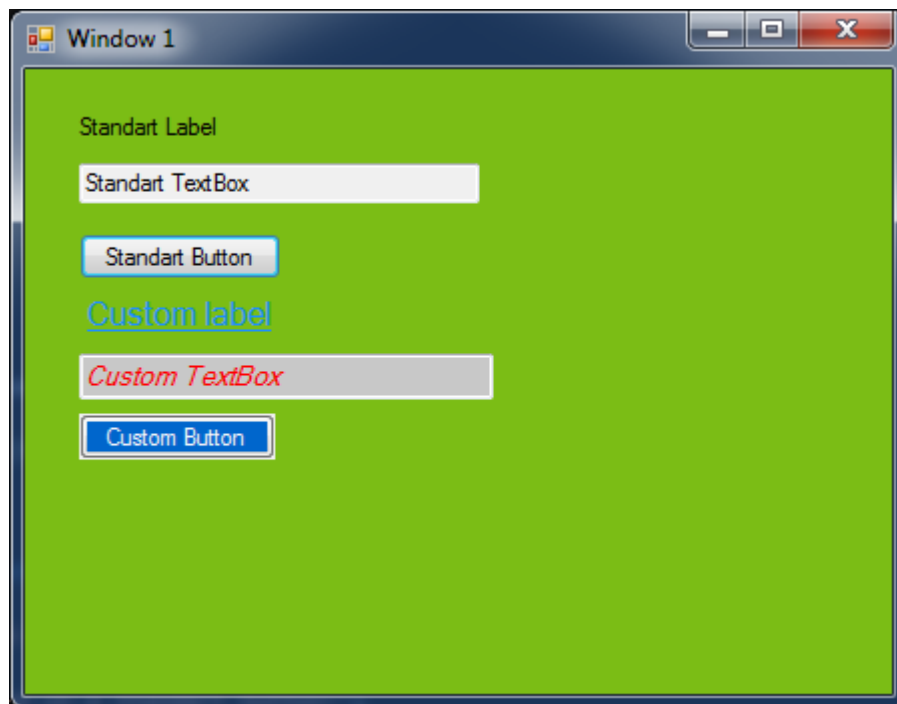 Window 1
Standart Label
Standart TextBox
Standart Button
Custom label
Custom TextBox
Custom Button